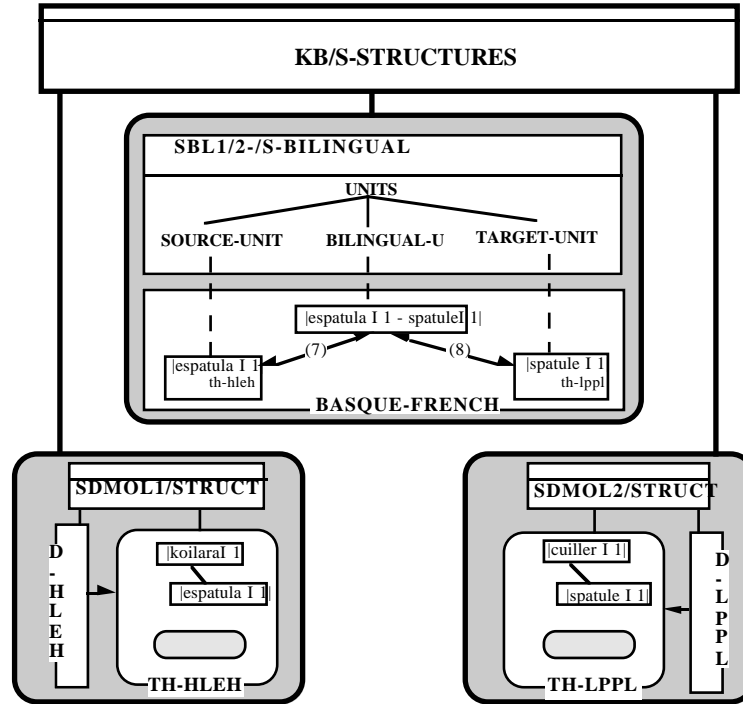 KB/S-STRUCTURES
SBL1/2-/S-BILINGUAL
UNITS
SOURCE-UNIT BILINGUAL-U TARGET-UNIT
|espatula I 1 - spatuleI 1|
(7) (8)
|espatula I 1
th-hleh
|spatule I 1
th-lppl
BASQUE-FRENCH
SDMOL1/STRUCT
D-HLEH
|koilaraI 1
|espatula I 1|
TH-HLEH
SDMOL2/STRUCT
|cuiller I 1|
|spatule I 1|
D-LPPL
TH-LPPL